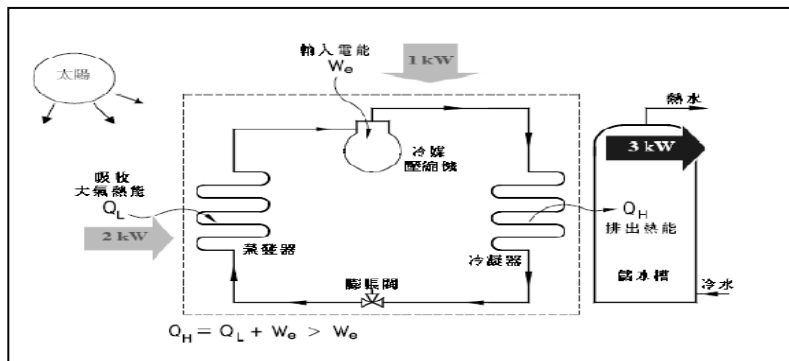 太陽
輸入電能
We
1 kW
熱水
3 kW
冷媒
壓縮機
吸收
大氣熱能
QL
2 kW
蒸發器
冷凝器
QH
排出熱能
儲水槽
冷水
膨脹閥
QH = QL + We > We